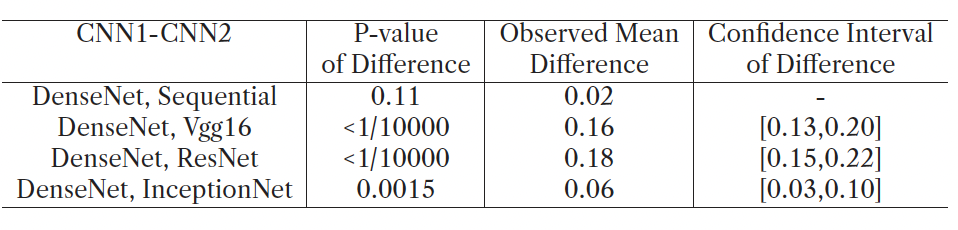 CNN1-CNN2 P-value Observed Mean Confidence Interval
of Difference Difference of Difference
DenseNet, Sequential 0.11 0.02 -
DenseNet, Vgg16 <1/10000 0.16 [0.13,0.20]
DenseNet, ResNet <1/10000 0.18 [0.15,0.22]
DenseNet, InceptionNet 0.0015 0.06 [0.03,0.10]